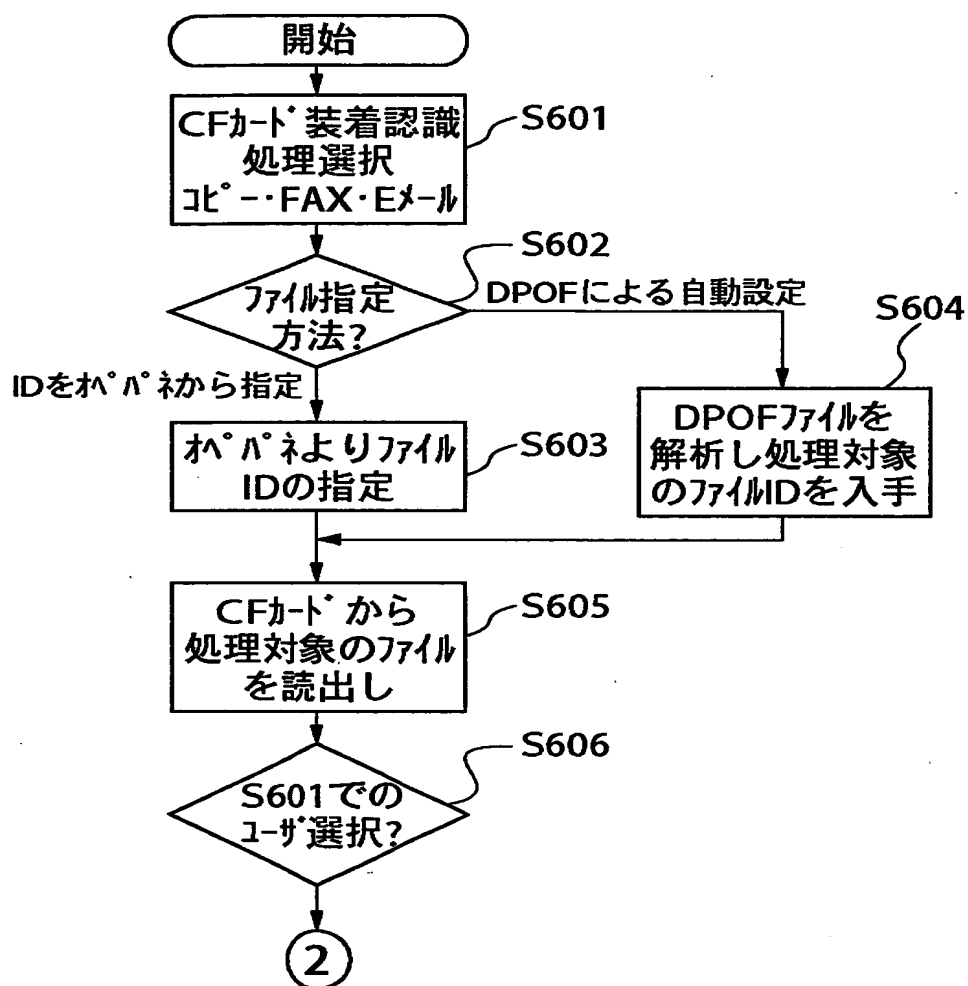 開始
CFｶｰﾄﾞ装着認識
処理選択
ｺﾋﾟｰ・FAX・Eﾒｰﾙ
S601
ﾌｧｲﾙ指定
方法?
S602
DPOFによる自動設定
IDをｵﾍﾟﾊﾟﾈから指定
S604
DPOFﾌｧｲﾙを
解析し処理対象
のﾌｧｲﾙIDを入手
ｵﾍﾟﾊﾟﾈよりﾌｧｲﾙ
IDの指定
S603
CFｶｰﾄﾞから
処理対象のﾌｧｲﾙ
を読出し
S605
S601での
ﾕｰｻﾞ選択?
S606
2